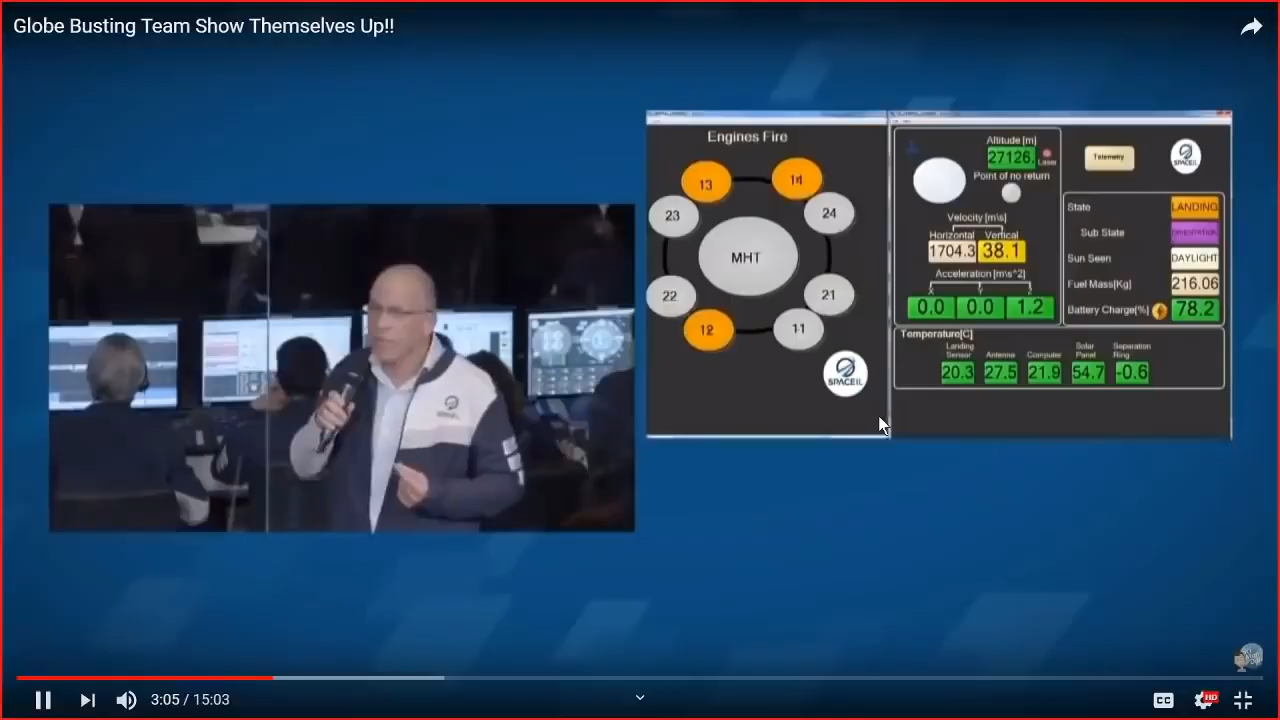 Globe Busting Team Show Themselves Up!!
Engines Fire
13
14
23
24
MHT
22
21
12
11
SPACEIL
Altitude [m]
27126.
Laser
Point of no return
Velocity [m\s]
Horizontal Vertical
1704.3 38.1
Acceleration [m\s^2]
X Y Z
0.0 0.0 1.2
Telemetry
SPACEIL
State LANDING
Sub State
Sun Seen DAYLIGHT
Fuel Mass[Kg] 216.06
Battery Charge[%] 78.2
Temperature[C]
Landing Sensor
Antenna
Computer
Solar Panel
Separation Ring
20.3 27.5 21.9 54.7 -0.6
3:05 / 15:03
CC
HD